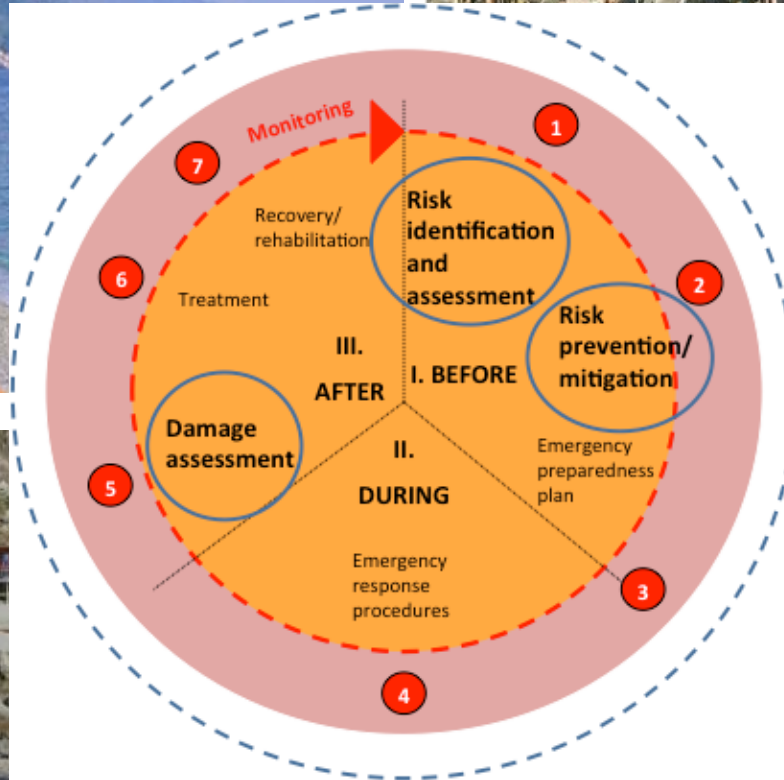 Monitoring
1
2
3
4
5
6
7
Risk
identification
and
assessment
Risk
prevention/
mitigation
Emergency
preparedness
plan
I. BEFORE
II.
DURING
Emergency
response
procedures
III.
AFTER
Damage
assessment
Treatment
Recovery/
rehabilitation